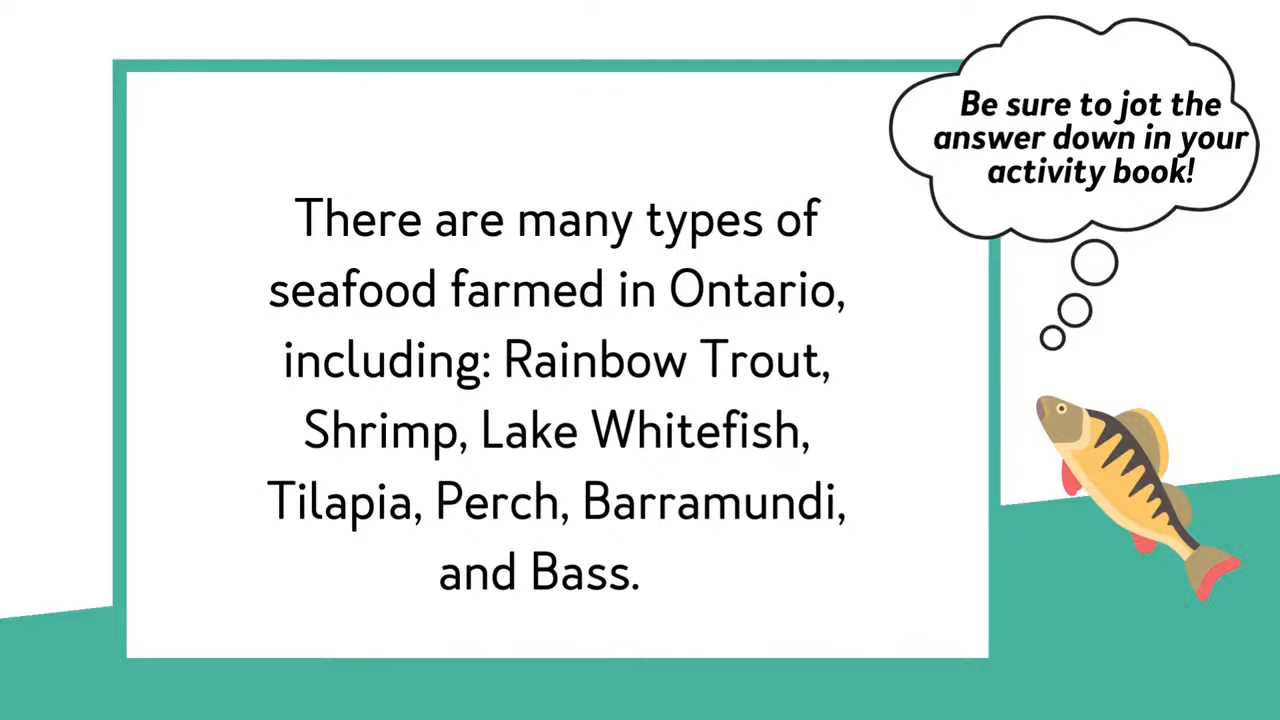 Be sure to jot the
answer down in your
activity book!
There are many types of
seafood farmed in Ontario,
including: Rainbow Trout,
Shrimp, Lake Whitefish,
Tilapia, Perch, Barramundi,
and Bass.